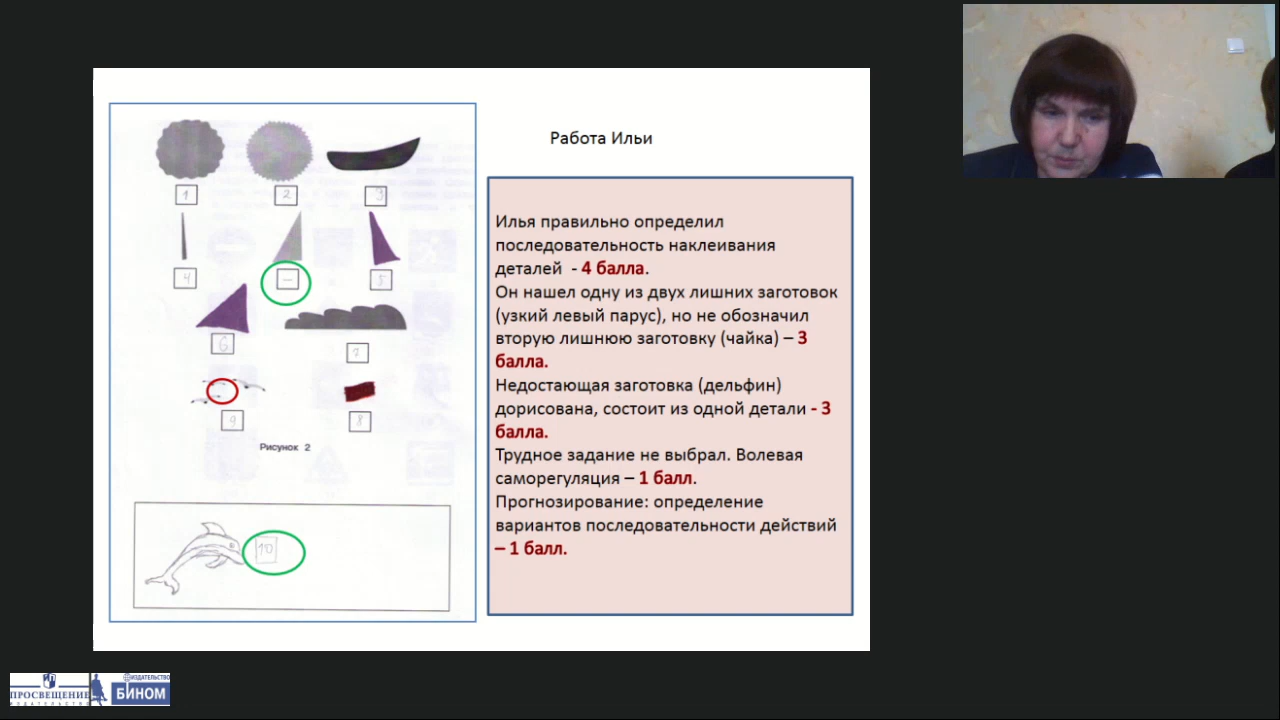 Работа Ильи
1
2
3
4
–
5
6
7
9
8
Рисунок 2
10
Илья правильно определил
последовательность наклеивания
деталей - 4 балла.
Он нашел одну из двух лишних заготовок
(узкий левый парус), но не обозначил
вторую лишнюю заготовку (чайка) – 3
балла.
Недостающая заготовка (дельфин)
дорисована, состоит из одной детали - 3
балла.
Трудное задание не выбрал. Волевая
саморегуляция – 1 балл.
Прогнозирование: определение
вариантов последовательности действий
– 1 балл.
ПРОСВЕЩЕНИЕ
ИЗДАТЕЛЬСТВО
ИЗДАТЕЛЬСТВО
БИНОМ